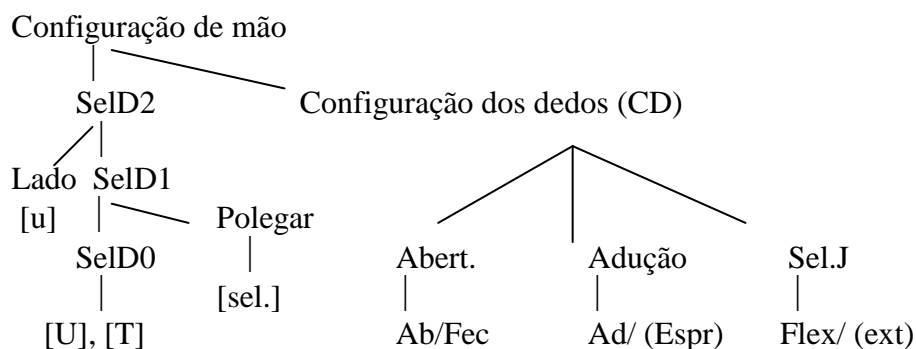 Configuração de mão
SelD2
Configuração dos dedos (CD)
Lado SelD1
[u]
Polegar
SelD0
Abert.
Adução
Sel.J
[sel.]
[U], [T]
Ab/Fec
Ad/ (Espr)
Flex/ (ext)